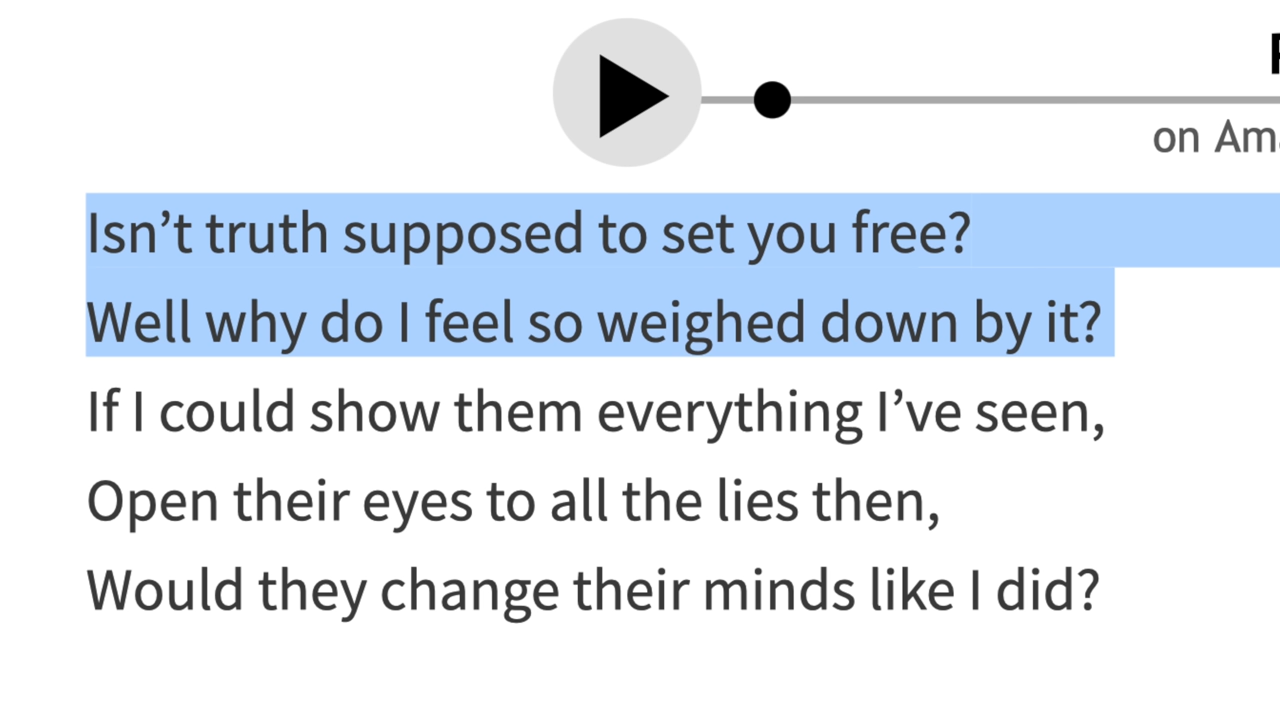 on
Isn’t truth supposed to set you free?
Well why do I feel so weighed down by it?
If I could show them everything I’ve seen,
Open their eyes to all the lies then,
Would they change their minds like I did?